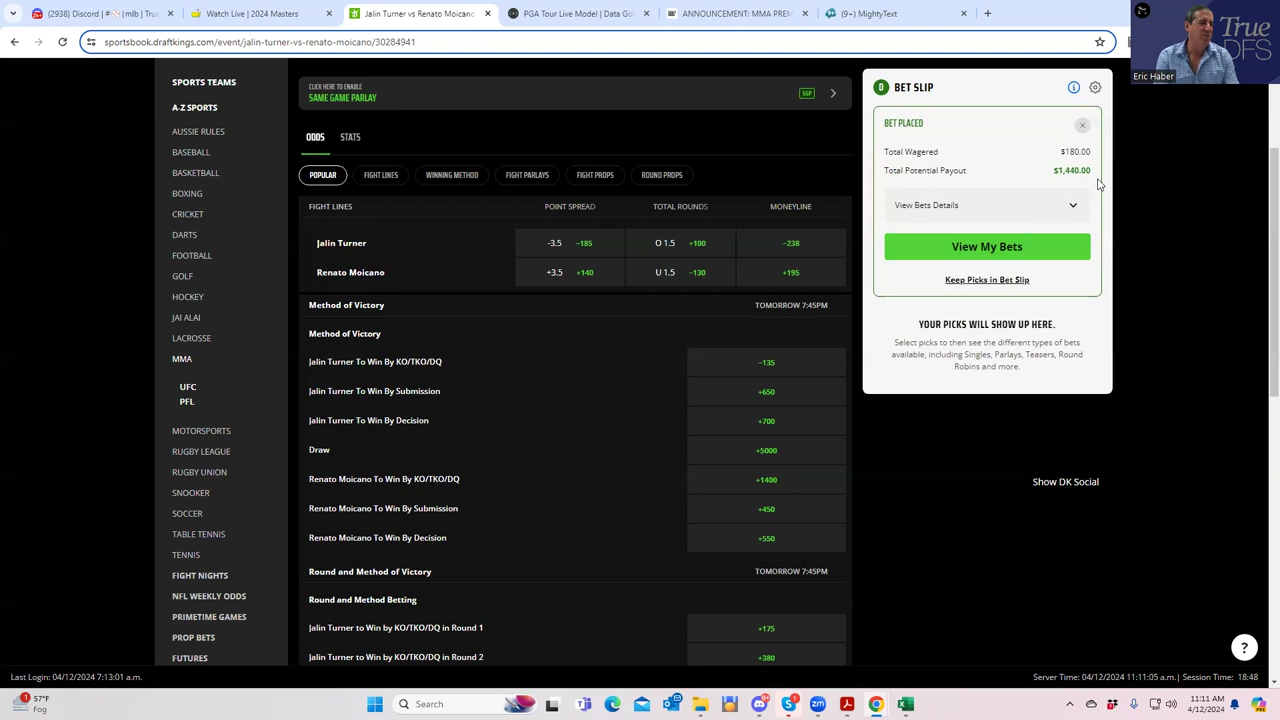 (2938) Discord | #🏌 |mlb | Tru
Watch Live | 2024 Masters
Jalin Turner vs Renato Moicano
PGA Tour Live Model | Data Gol
ANNOUNCEMENT: MMA PREM
(9+) MightyText
sportsbook.draftkings.com/event/jalin-turner-vs-renato-moicano/30284941
True
DFS
Eric Haber
SPORTS TEAMS
A-Z SPORTS
AUSSIE RULES
BASEBALL
BASKETBALL
BOXING
CRICKET
DARTS
FOOTBALL
GOLF
HOCKEY
JAI ALAI
LACROSSE
MMA
UFC
PFL
MOTORSPORTS
RUGBY LEAGUE
RUGBY UNION
SNOOKER
SOCCER
TABLE TENNIS
TENNIS
FIGHT NIGHTS
NFL WEEKLY ODDS
PRIMETIME GAMES
PROP BETS
FUTURES
CLICK HERE TO ENABLE
SAME GAME PARLAY
SGP
ODDS STATS
POPULAR FIGHT LINES WINNING METHOD FIGHT PARLAYS FIGHT PROPS ROUND PROPS
FIGHT LINES POINT SPREAD TOTAL ROUNDS MONEYLINE
Jalin Turner -3.5 −185 O 1.5 +100 −238
Renato Moicano +3.5 +140 U 1.5 −130 +195
Method of Victory TOMORROW 7:45PM
Method of Victory
Jalin Turner To Win By KO/TKO/DQ −135
Jalin Turner To Win By Submission +650
Jalin Turner To Win By Decision +700
Draw +5000
Renato Moicano To Win By KO/TKO/DQ +1400
Renato Moicano To Win By Submission +450
Renato Moicano To Win By Decision +550
Round and Method of Victory TOMORROW 7:45PM
Round and Method Betting
Jalin Turner to Win by KO/TKO/DQ in Round 1 +175
Jalin Turner to Win by KO/TKO/DQ in Round 2 +380
0 BET SLIP
BET PLACED
Total Wagered $180.00
Total Potential Payout $1,440.00
View Bets Details
View My Bets
Keep Picks in Bet Slip
YOUR PICKS WILL SHOW UP HERE.
Select picks to then see the different types of bets
available, including Singles, Parlays, Teasers, Round
Robins and more.
Show DK Social
?
Last Login: 04/12/2024 7:13:01 a.m. Server Time: 04/12/2024 11:11:05 a.m.| Session Time: 18:48
1
57°F
Fog
Search
11:11 AM
4/12/2024